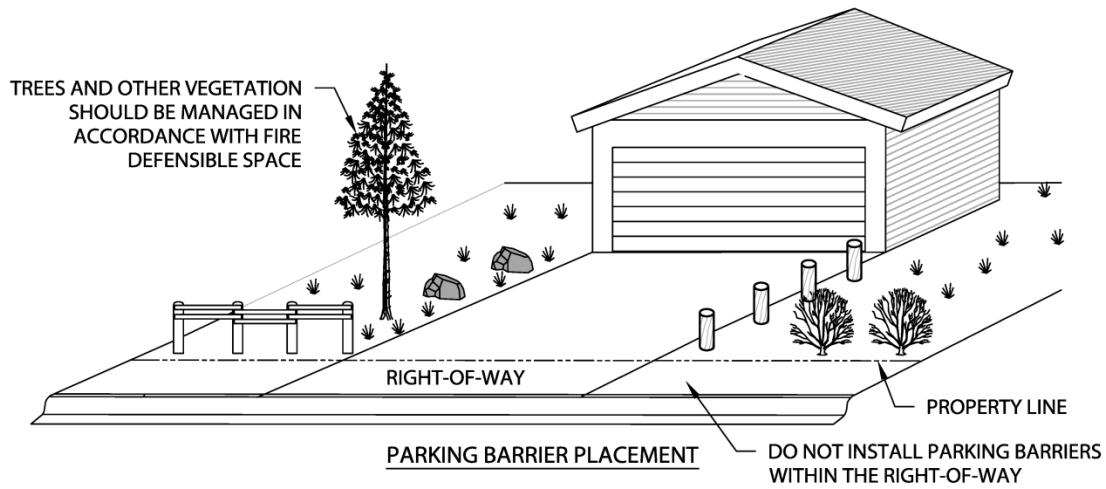 TREES AND OTHER VEGETATION
SHOULD BE MANAGED IN
ACCORDANCE WITH FIRE
DEFENSIBLE SPACE
RIGHT-OF-WAY
PROPERTY LINE
PARKING BARRIER PLACEMENT
DO NOT INSTALL PARKING BARRIERS
WITHIN THE RIGHT-OF-WAY